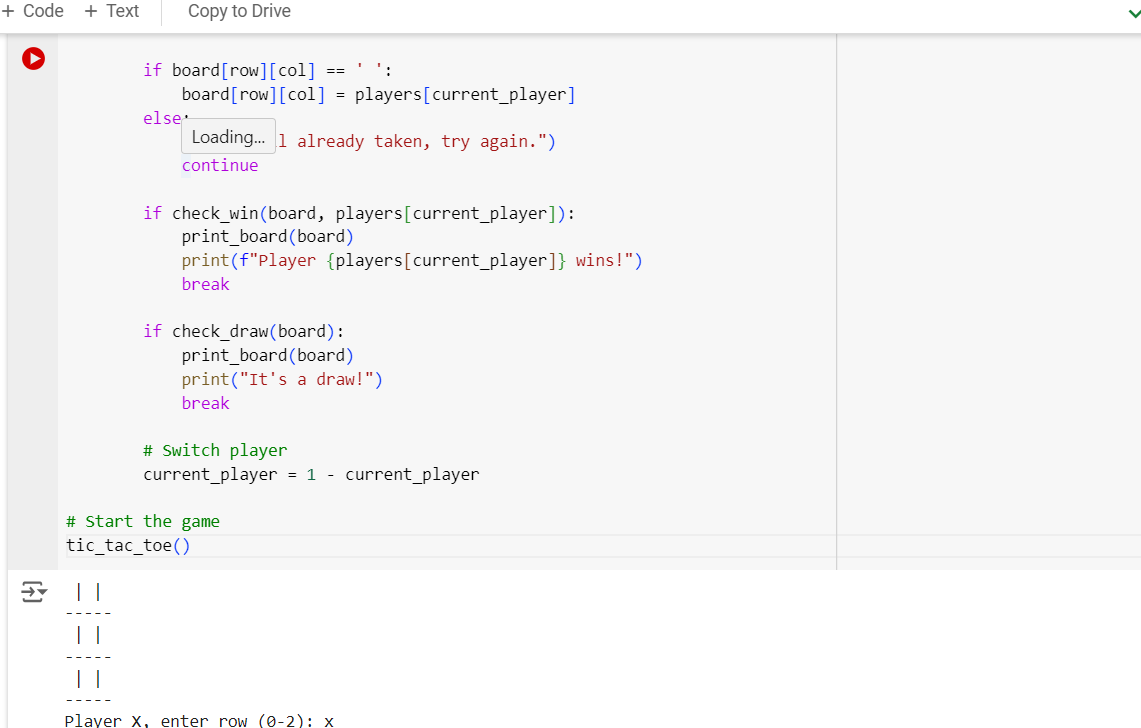 + Code + Text Copy to Drive
if board[row][col] == ' ':
board[row][col] = players[current_player]
else:
Loading...
l already taken, try again.")
continue
if check_win(board, players[current_player]):
print_board(board)
print(f"Player {players[current_player]} wins!")
break
if check_draw(board):
print_board(board)
print("It's a draw!")
break
# Switch player
current_player = 1 - current_player
# Start the game
tic_tac_toe()
| |
-----
| |
-----
| |
-----
Player X, enter row (0-2): x